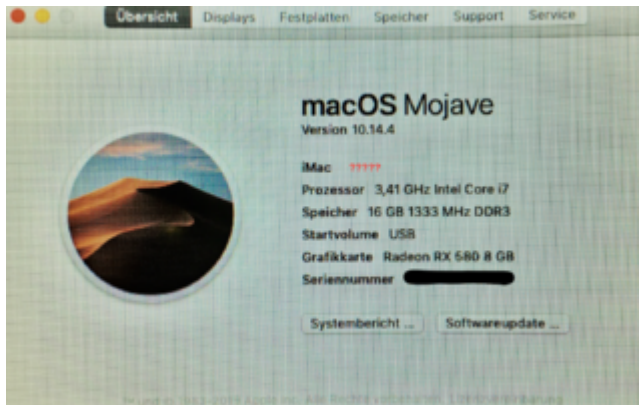 Übersicht Displays Festplatten Speicher Support Service
macOS Mojave
Version 10.14.4
iMac ?????
Prozessor 3,41 GHz Intel Core i7
Speicher 16 GB 1333 MHz DDR3
Startvolume USB
Grafikkarte Radeon RX 580 8 GB
Seriennummer
Systembericht ...
Softwareupdate ...